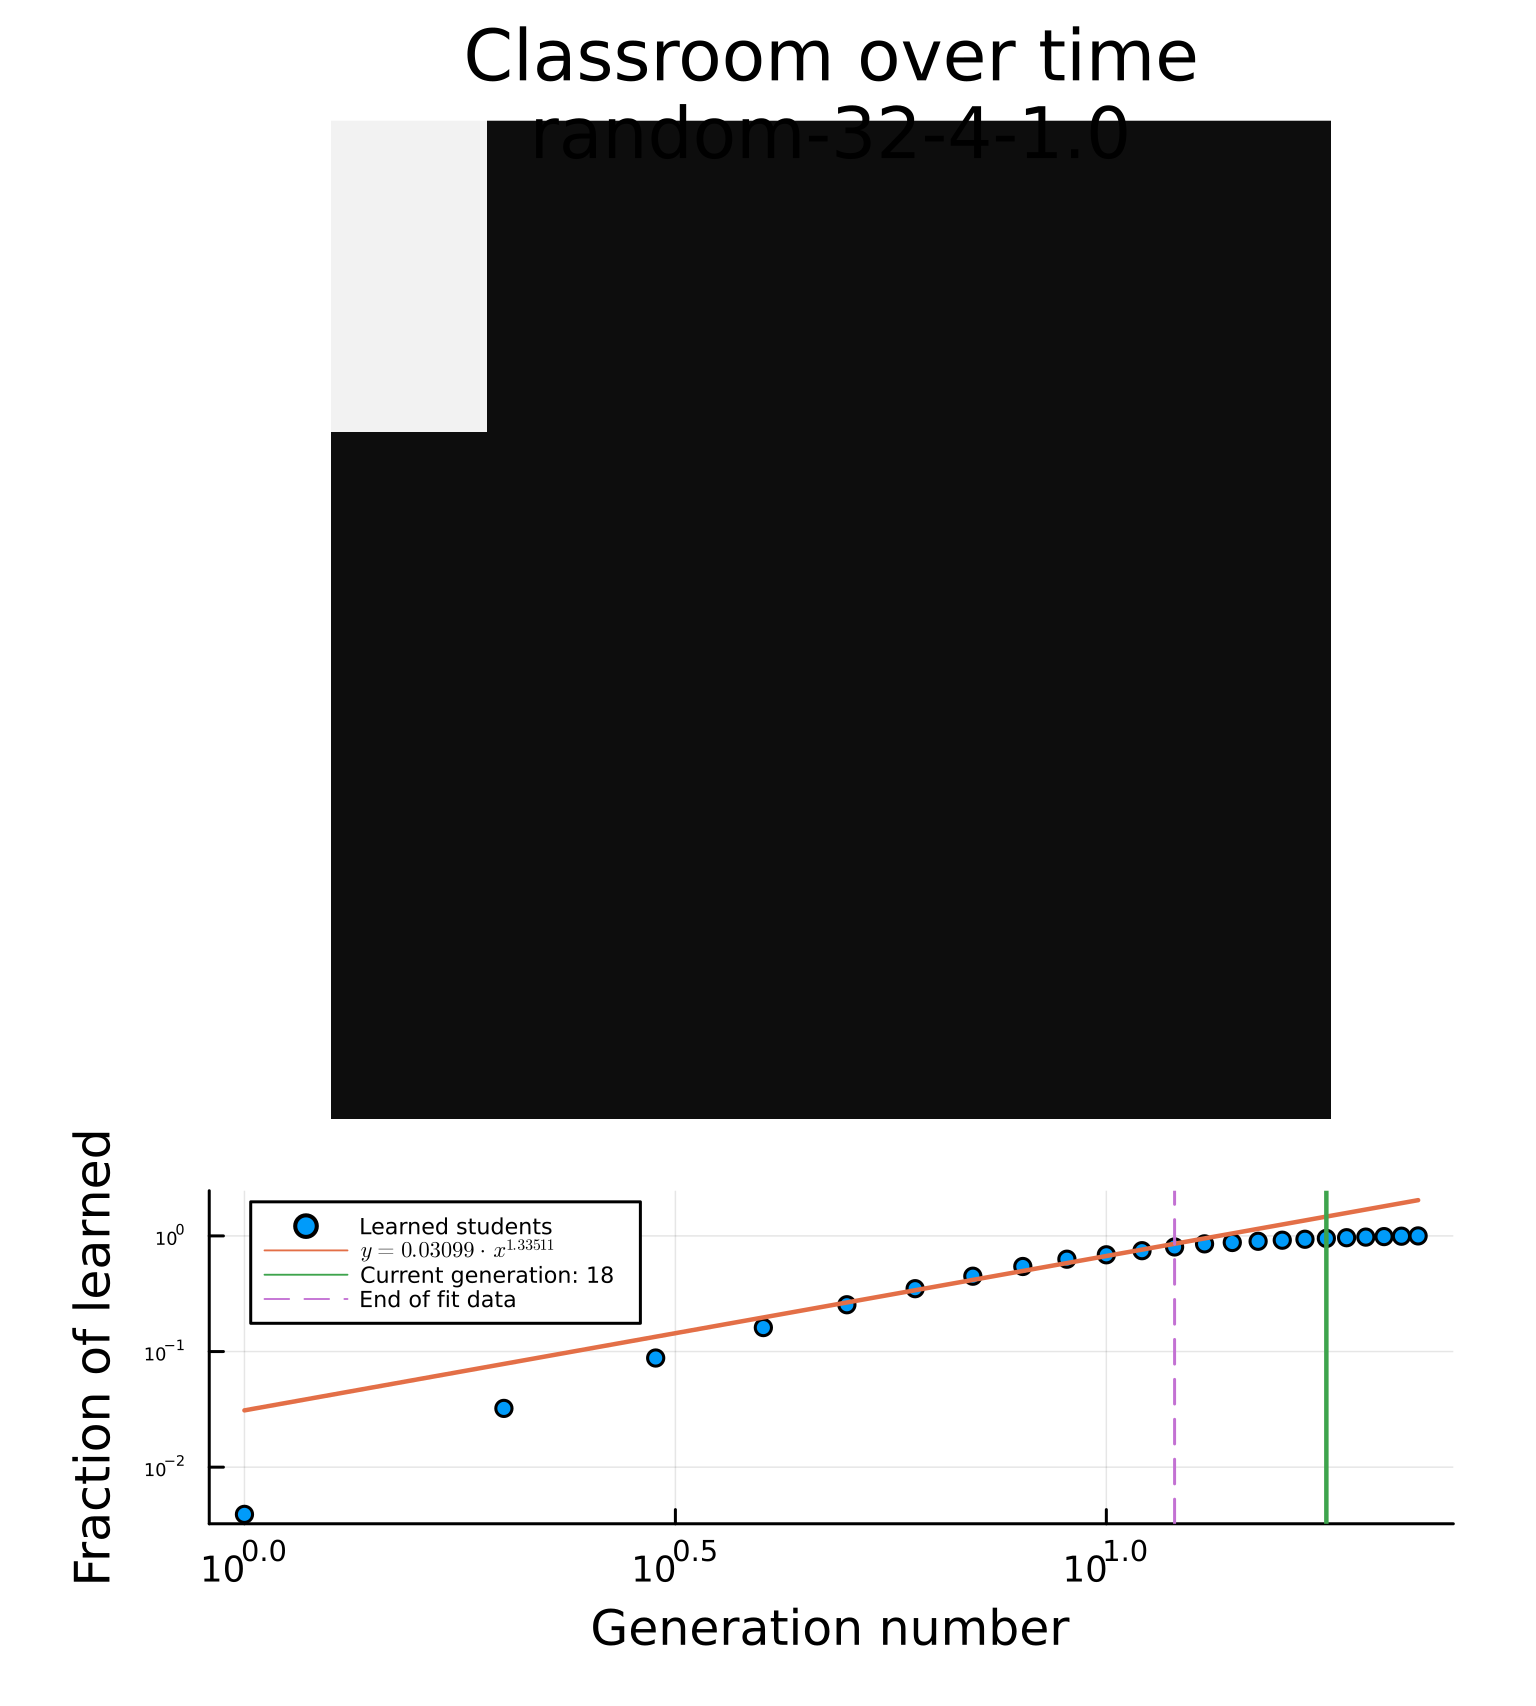 Classroom over time
random-32-4-1.0
Fraction of learned
10^0
10^−1
10^−2
Learned students
y = 0.03099 · x^1.33511
Current generation: 18
End of fit data
10^0.0
10^0.5
10^1.0
Generation number